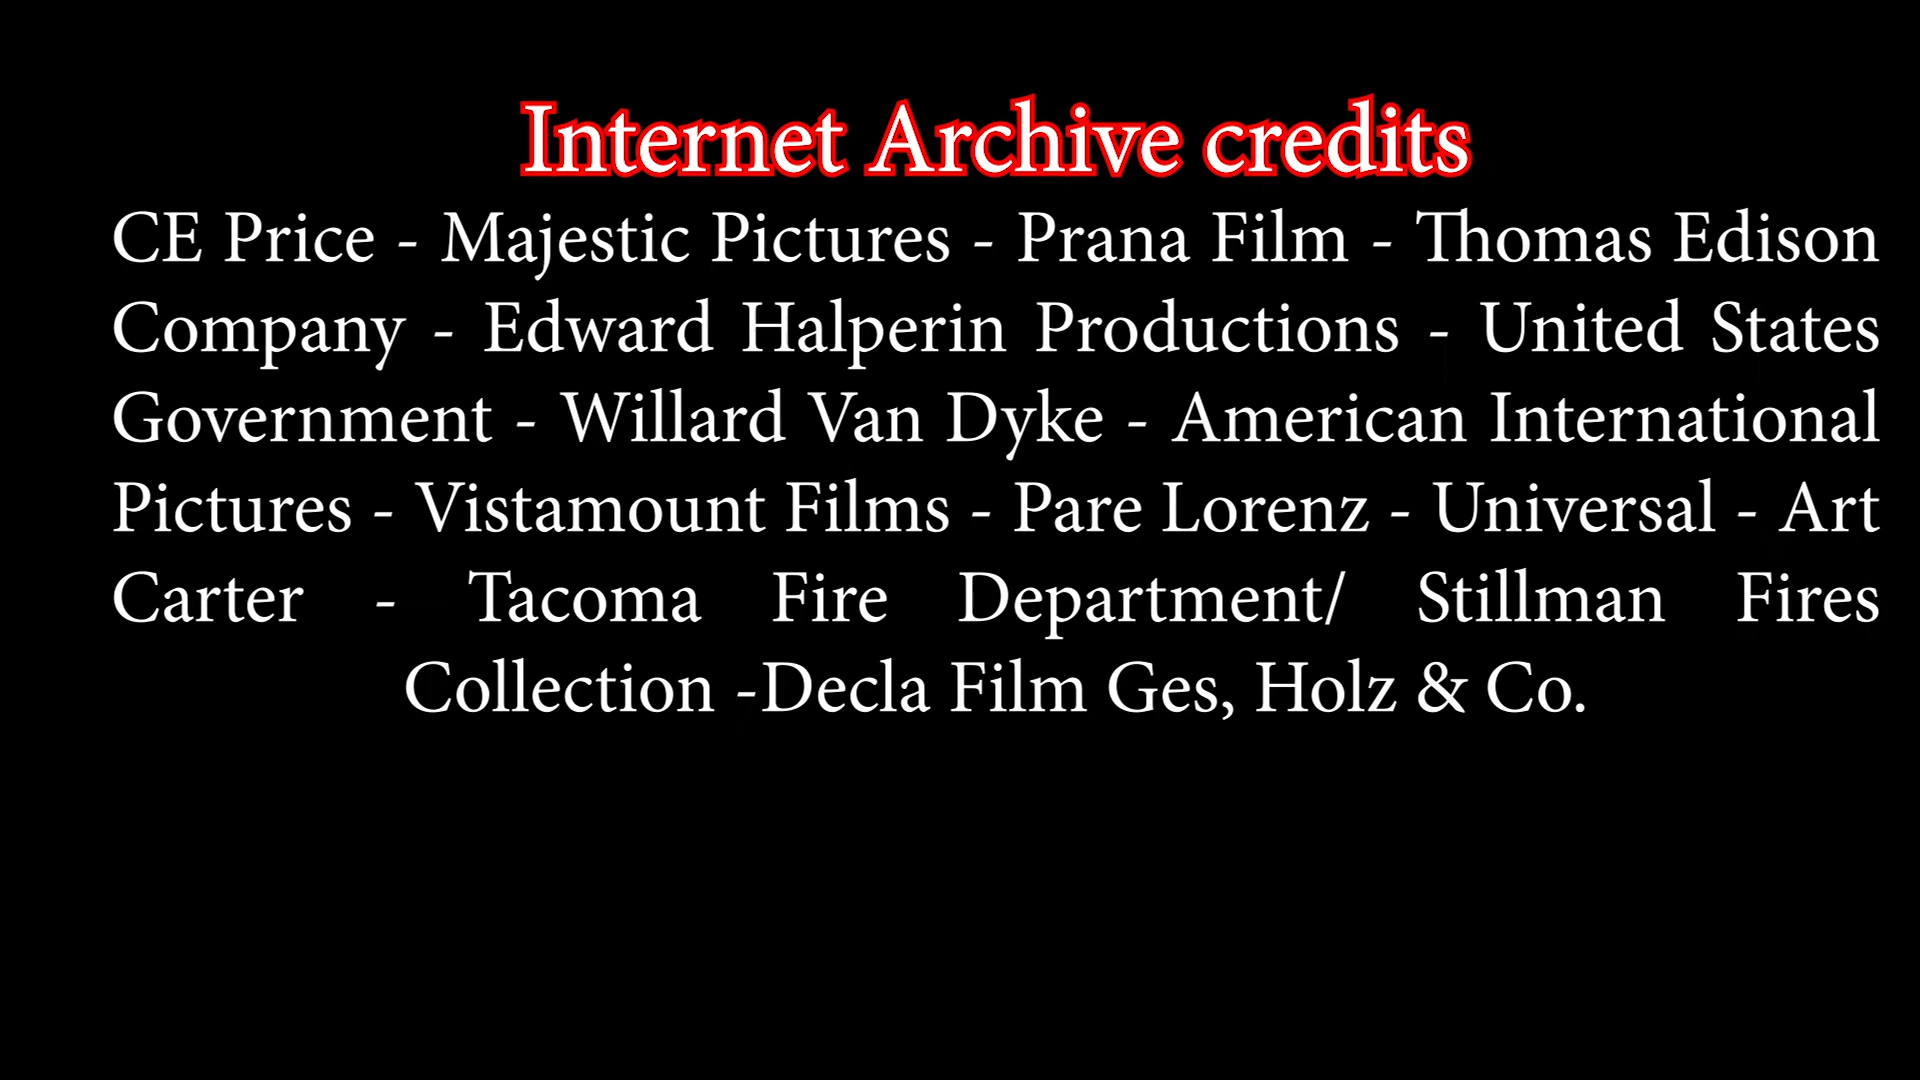 Internet Archive credits
CE Price - Majestic Pictures - Prana Film - Thomas Edison
Company - Edward Halperin Productions - United States
Government - Willard Van Dyke - American International
Pictures - Vistamount Films - Pare Lorenz - Universal - Art
Carter - Tacoma Fire Department/ Stillman Fires
Collection -Decla Film Ges, Holz & Co.